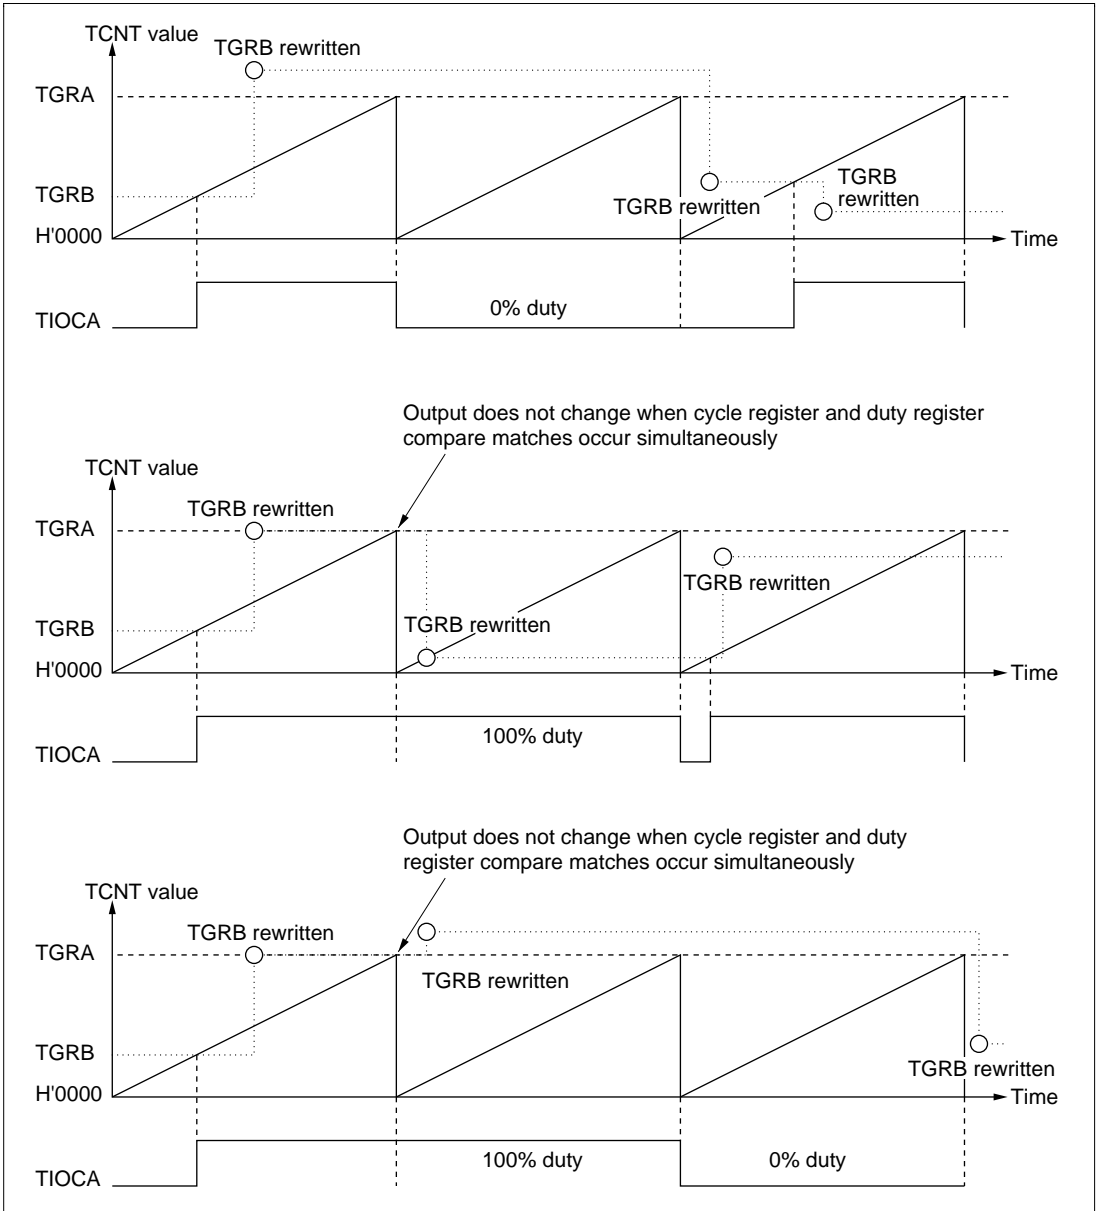 TCNT value
TGRB rewritten
TGRA
TGRB
TGRB
rewritten
TGRB rewritten
H'0000
Time
0% duty
TIOCA
Output does not change when cycle register and duty register
compare matches occur simultaneously
TCNT value
TGRB rewritten
TGRA
TGRB rewritten
TGRB
TGRB rewritten
H'0000
Time
100% duty
TIOCA
Output does not change when cycle register and duty
register compare matches occur simultaneously
TCNT value
TGRB rewritten
TGRA
TGRB rewritten
TGRB
TGRB rewritten
H'0000
Time
100% duty
0% duty
TIOCA